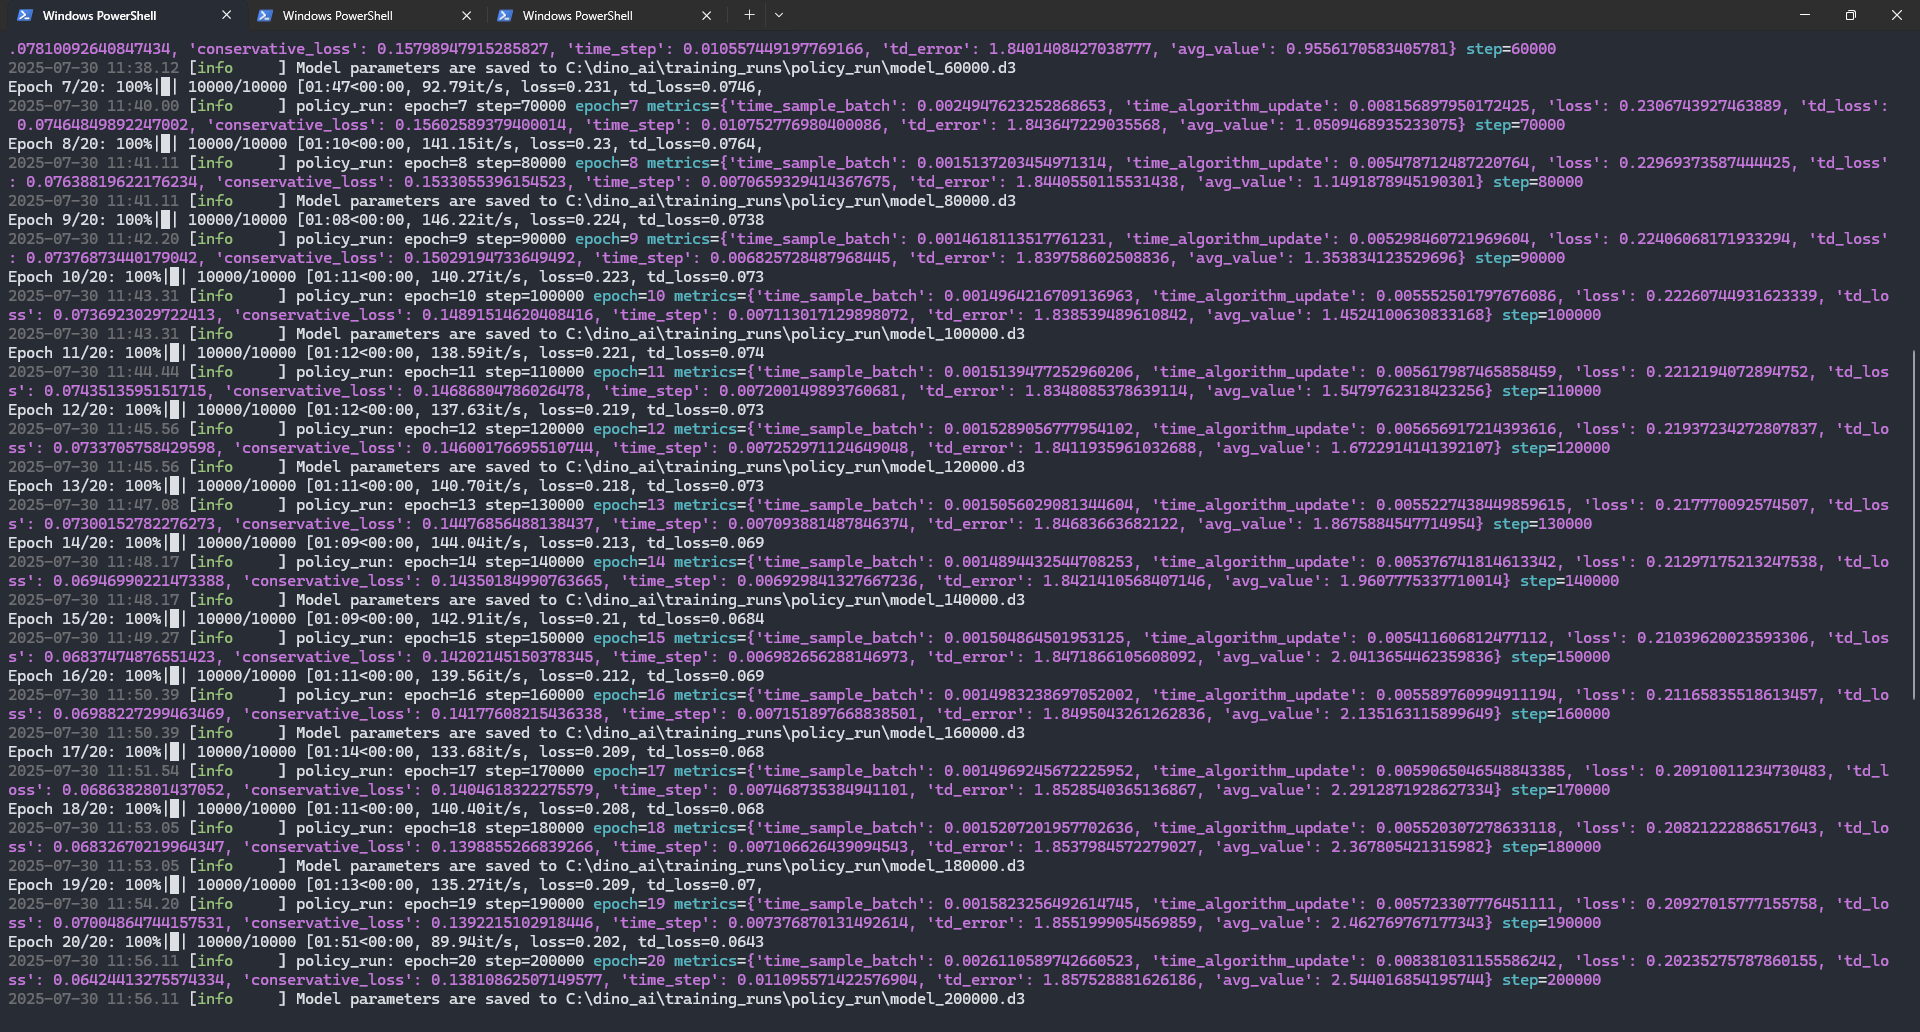 Windows PowerShell
Windows PowerShell
Windows PowerShell
.07810092640847434, 'conservative_loss': 0.15798947915285827, 'time_step': 0.010557449197769166, 'td_error': 1.8401408427038777, 'avg_value': 0.9556170583405781} step=60000
2025-07-30 11:38.12 [info     ] Model parameters are saved to C:\dino_ai\training_runs\policy_run\model_60000.d3
Epoch 7/20: 100%|█| 10000/10000 [01:47<00:00, 92.79it/s, loss=0.231, td_loss=0.0746,
2025-07-30 11:40.00 [info     ] policy_run: epoch=7 step=70000 epoch=7 metrics={'time_sample_batch': 0.0024947623252868653, 'time_algorithm_update': 0.008156897950172425, 'loss': 0.2306743927463889, 'td_loss':
 0.074648498922470​02, 'conservative_loss': 0.15602589379400014, 'time_step': 0.010752776980400086, 'td_error': 1.843647229035568, 'avg_value': 1.0509468935233075} step=70000
Epoch 8/20: 100%|█| 10000/10000 [01:10<00:00, 141.15it/s, loss=0.23, td_loss=0.0764,
2025-07-30 11:41.11 [info     ] policy_run: epoch=8 step=80000 epoch=8 metrics={'time_sample_batch': 0.0015137203454971314, 'time_algorithm_update': 0.005478712487220764, 'loss': 0.22969373587444425, 'td_loss'
: 0.07638819622176234, 'conservative_loss': 0.1533055396154523, 'time_step': 0.0070659329414367675, 'td_error': 1.8440550115531438, 'avg_value': 1.1491878945190301} step=80000
2025-07-30 11:41.11 [info     ] Model parameters are saved to C:\dino_ai\training_runs\policy_run\model_80000.d3
Epoch 9/20: 100%|█| 10000/10000 [01:08<00:00, 146.22it/s, loss=0.224, td_loss=0.0738
2025-07-30 11:42.20 [info     ] policy_run: epoch=9 step=90000 epoch=9 metrics={'time_sample_batch': 0.0014618113517761231, 'time_algorithm_update': 0.005298460721969604, 'loss': 0.22406068171933294, 'td_loss'
: 0.07376873440179042, 'conservative_loss': 0.15029194733649492, 'time_step': 0.006825728487968445, 'td_error': 1.839758602508836, 'avg_value': 1.353834123529696} step=90000
Epoch 10/20: 100%|█| 10000/10000 [01:11<00:00, 140.27it/s, loss=0.223, td_loss=0.073
2025-07-30 11:43.31 [info     ] policy_run: epoch=10 step=100000 epoch=10 metrics={'time_sample_batch': 0.0014964216709136963, 'time_algorithm_update': 0.005552501797676086, 'loss': 0.22260744931623339, 'td_lo
ss': 0.0736923029722413, 'conservative_loss': 0.14891514620408416, 'time_step': 0.007113017129898072, 'td_error': 1.838539489610842, 'avg_value': 1.4524100630833168} step=100000
2025-07-30 11:43.31 [info     ] Model parameters are saved to C:\dino_ai\training_runs\policy_run\model_100000.d3
Epoch 11/20: 100%|█| 10000/10000 [01:12<00:00, 138.59it/s, loss=0.221, td_loss=0.074
2025-07-30 11:44.44 [info     ] policy_run: epoch=11 step=110000 epoch=11 metrics={'time_sample_batch': 0.0015139477252960206, 'time_algorithm_update': 0.005617987465858459, 'loss': 0.2212194072894752, 'td_los
s': 0.0743513595151715, 'conservative_loss': 0.14686804786026478, 'time_step': 0.007200149893760681, 'td_error': 1.8348085378639114, 'avg_value': 1.5479762318423256} step=110000
Epoch 12/20: 100%|█| 10000/10000 [01:12<00:00, 137.63it/s, loss=0.219, td_loss=0.073
2025-07-30 11:45.56 [info     ] policy_run: epoch=12 step=120000 epoch=12 metrics={'time_sample_batch': 0.0015289056777954102, 'time_algorithm_update': 0.005656917214393616, 'loss': 0.21937234272807837, 'td_lo
ss': 0.0733705758429598, 'conservative_loss': 0.14600176695510744, 'time_step': 0.007252971124649048, 'td_error': 1.8411935961032688, 'avg_value': 1.6722914141392107} step=120000
2025-07-30 11:45.56 [info     ] Model parameters are saved to C:\dino_ai\training_runs\policy_run\model_120000.d3
Epoch 13/20: 100%|█| 10000/10000 [01:11<00:00, 140.70it/s, loss=0.218, td_loss=0.073
2025-07-30 11:47.08 [info     ] policy_run: epoch=13 step=130000 epoch=13 metrics={'time_sample_batch': 0.0015056029081344604, 'time_algorithm_update': 0.0055227438449859615, 'loss': 0.2177770092574507, 'td_los
s': 0.07300152782276273, 'conservative_loss': 0.14476856488138437, 'time_step': 0.007093881487846374, 'td_error': 1.84683663682122, 'avg_value': 1.8675884547714954} step=130000
Epoch 14/20: 100%|█| 10000/10000 [01:09<00:00, 144.04it/s, loss=0.213, td_loss=0.069
2025-07-30 11:48.17 [info     ] policy_run: epoch=14 step=140000 epoch=14 metrics={'time_sample_batch': 0.0014894432544708253, 'time_algorithm_update': 0.0053767418146133​42, 'loss': 0.21297175213247538, 'td_lo
ss': 0.06946990221473388, 'conservative_loss': 0.14350184990763665, 'time_step': 0.006929841327667236, 'td_error': 1.8421410568407146, 'avg_value': 1.9607775337710014} step=140000
2025-07-30 11:48.17 [info     ] Model parameters are saved to C:\dino_ai\training_runs\policy_run\model_140000.d3
Epoch 15/20: 100%|█| 10000/10000 [01:09<00:00, 142.91it/s, loss=0.21, td_loss=0.0684
2025-07-30 11:49.27 [info     ] policy_run: epoch=15 step=150000 epoch=15 metrics={'time_sample_batch': 0.001504864501953125, 'time_algorithm_update': 0.005411606812477112, 'loss': 0.21039620023593306, 'td_los
s': 0.06837474876551423, 'conservative_loss': 0.14202145150378345, 'time_step': 0.006982656288146973, 'td_error': 1.8471866105608092, 'avg_value': 2.0413654462359836} step=150000
Epoch 16/20: 100%|█| 10000/10000 [01:11<00:00, 139.56it/s, loss=0.212, td_loss=0.069
2025-07-30 11:50.39 [info     ] policy_run: epoch=16 step=160000 epoch=16 metrics={'time_sample_batch': 0.0014983238697052002, 'time_algorithm_update': 0.005589760994911194, 'loss': 0.21165835518613457, 'td_lo
ss': 0.06988227299463469, 'conservative_loss': 0.14177608215436338, 'time_step': 0.007151897668838501, 'td_error': 1.8495043261262836, 'avg_value': 2.135163115899649} step=160000
2025-07-30 11:50.39 [info     ] Model parameters are saved to C:\dino_ai\training_runs\policy_run\model_160000.d3
Epoch 17/20: 100%|█| 10000/10000 [01:14<00:00, 133.68it/s, loss=0.209, td_loss=0.068
2025-07-30 11:51.54 [info     ] policy_run: epoch=17 step=170000 epoch=17 metrics={'time_sample_batch': 0.0014969245672225952, 'time_algorithm_update': 0.0059065046548843385, 'loss': 0.20910011234730483, 'td_l
oss': 0.0686382801437052, 'conservative_loss': 0.1404618322275579, 'time_step': 0.007468735384941101, 'td_error': 1.8528540365136867, 'avg_value': 2.2912871928627334} step=170000
Epoch 18/20: 100%|█| 10000/10000 [01:11<00:00, 140.40it/s, loss=0.208, td_loss=0.068
2025-07-30 11:53.05 [info     ] policy_run: epoch=18 step=180000 epoch=18 metrics={'time_sample_batch': 0.0015207201957702636, 'time_algorithm_update': 0.005520307278633118, 'loss': 0.20821222886517643, 'td_lo
ss': 0.06832670219964347, 'conservative_loss': 0.1398855266839266, 'time_step': 0.007106626439094543, 'td_error': 1.8537984572279027, 'avg_value': 2.367805421315982} step=180000
2025-07-30 11:53.05 [info     ] Model parameters are saved to C:\dino_ai\training_runs\policy_run\model_180000.d3
Epoch 19/20: 100%|█| 10000/10000 [01:13<00:00, 135.27it/s, loss=0.209, td_loss=0.07,
2025-07-30 11:54.20 [info     ] policy_run: epoch=19 step=190000 epoch=19 metrics={'time_sample_batch': 0.0015823256492614745, 'time_algorithm_update': 0.005723307776451111, 'loss': 0.20927015777155758, 'td_lo
ss': 0.07004864744157531, 'conservative_loss': 0.1392215102918446, 'time_step': 0.007376870131492614, 'td_error': 1.8551999054569859, 'avg_value': 2.462769767177343} step=190000
Epoch 20/20: 100%|█| 10000/10000 [01:51<00:00, 89.94it/s, loss=0.202, td_loss=0.0643
2025-07-30 11:56.11 [info     ] policy_run: epoch=20 step=200000 epoch=20 metrics={'time_sample_batch': 0.0026110589742660523, 'time_algorithm_update': 0.008381031155586242, 'loss': 0.20235275787860155, 'td_lo
ss': 0.06424413275574334, 'conservative_loss': 0.13810862507149577, 'time_step': 0.011095571422576904, 'td_error': 1.857528881626186, 'avg_value': 2.544016854195744} step=200000
2025-07-30 11:56.11 [info     ] Model parameters are saved to C:\dino_ai\training_runs\policy_run\model_200000.d3